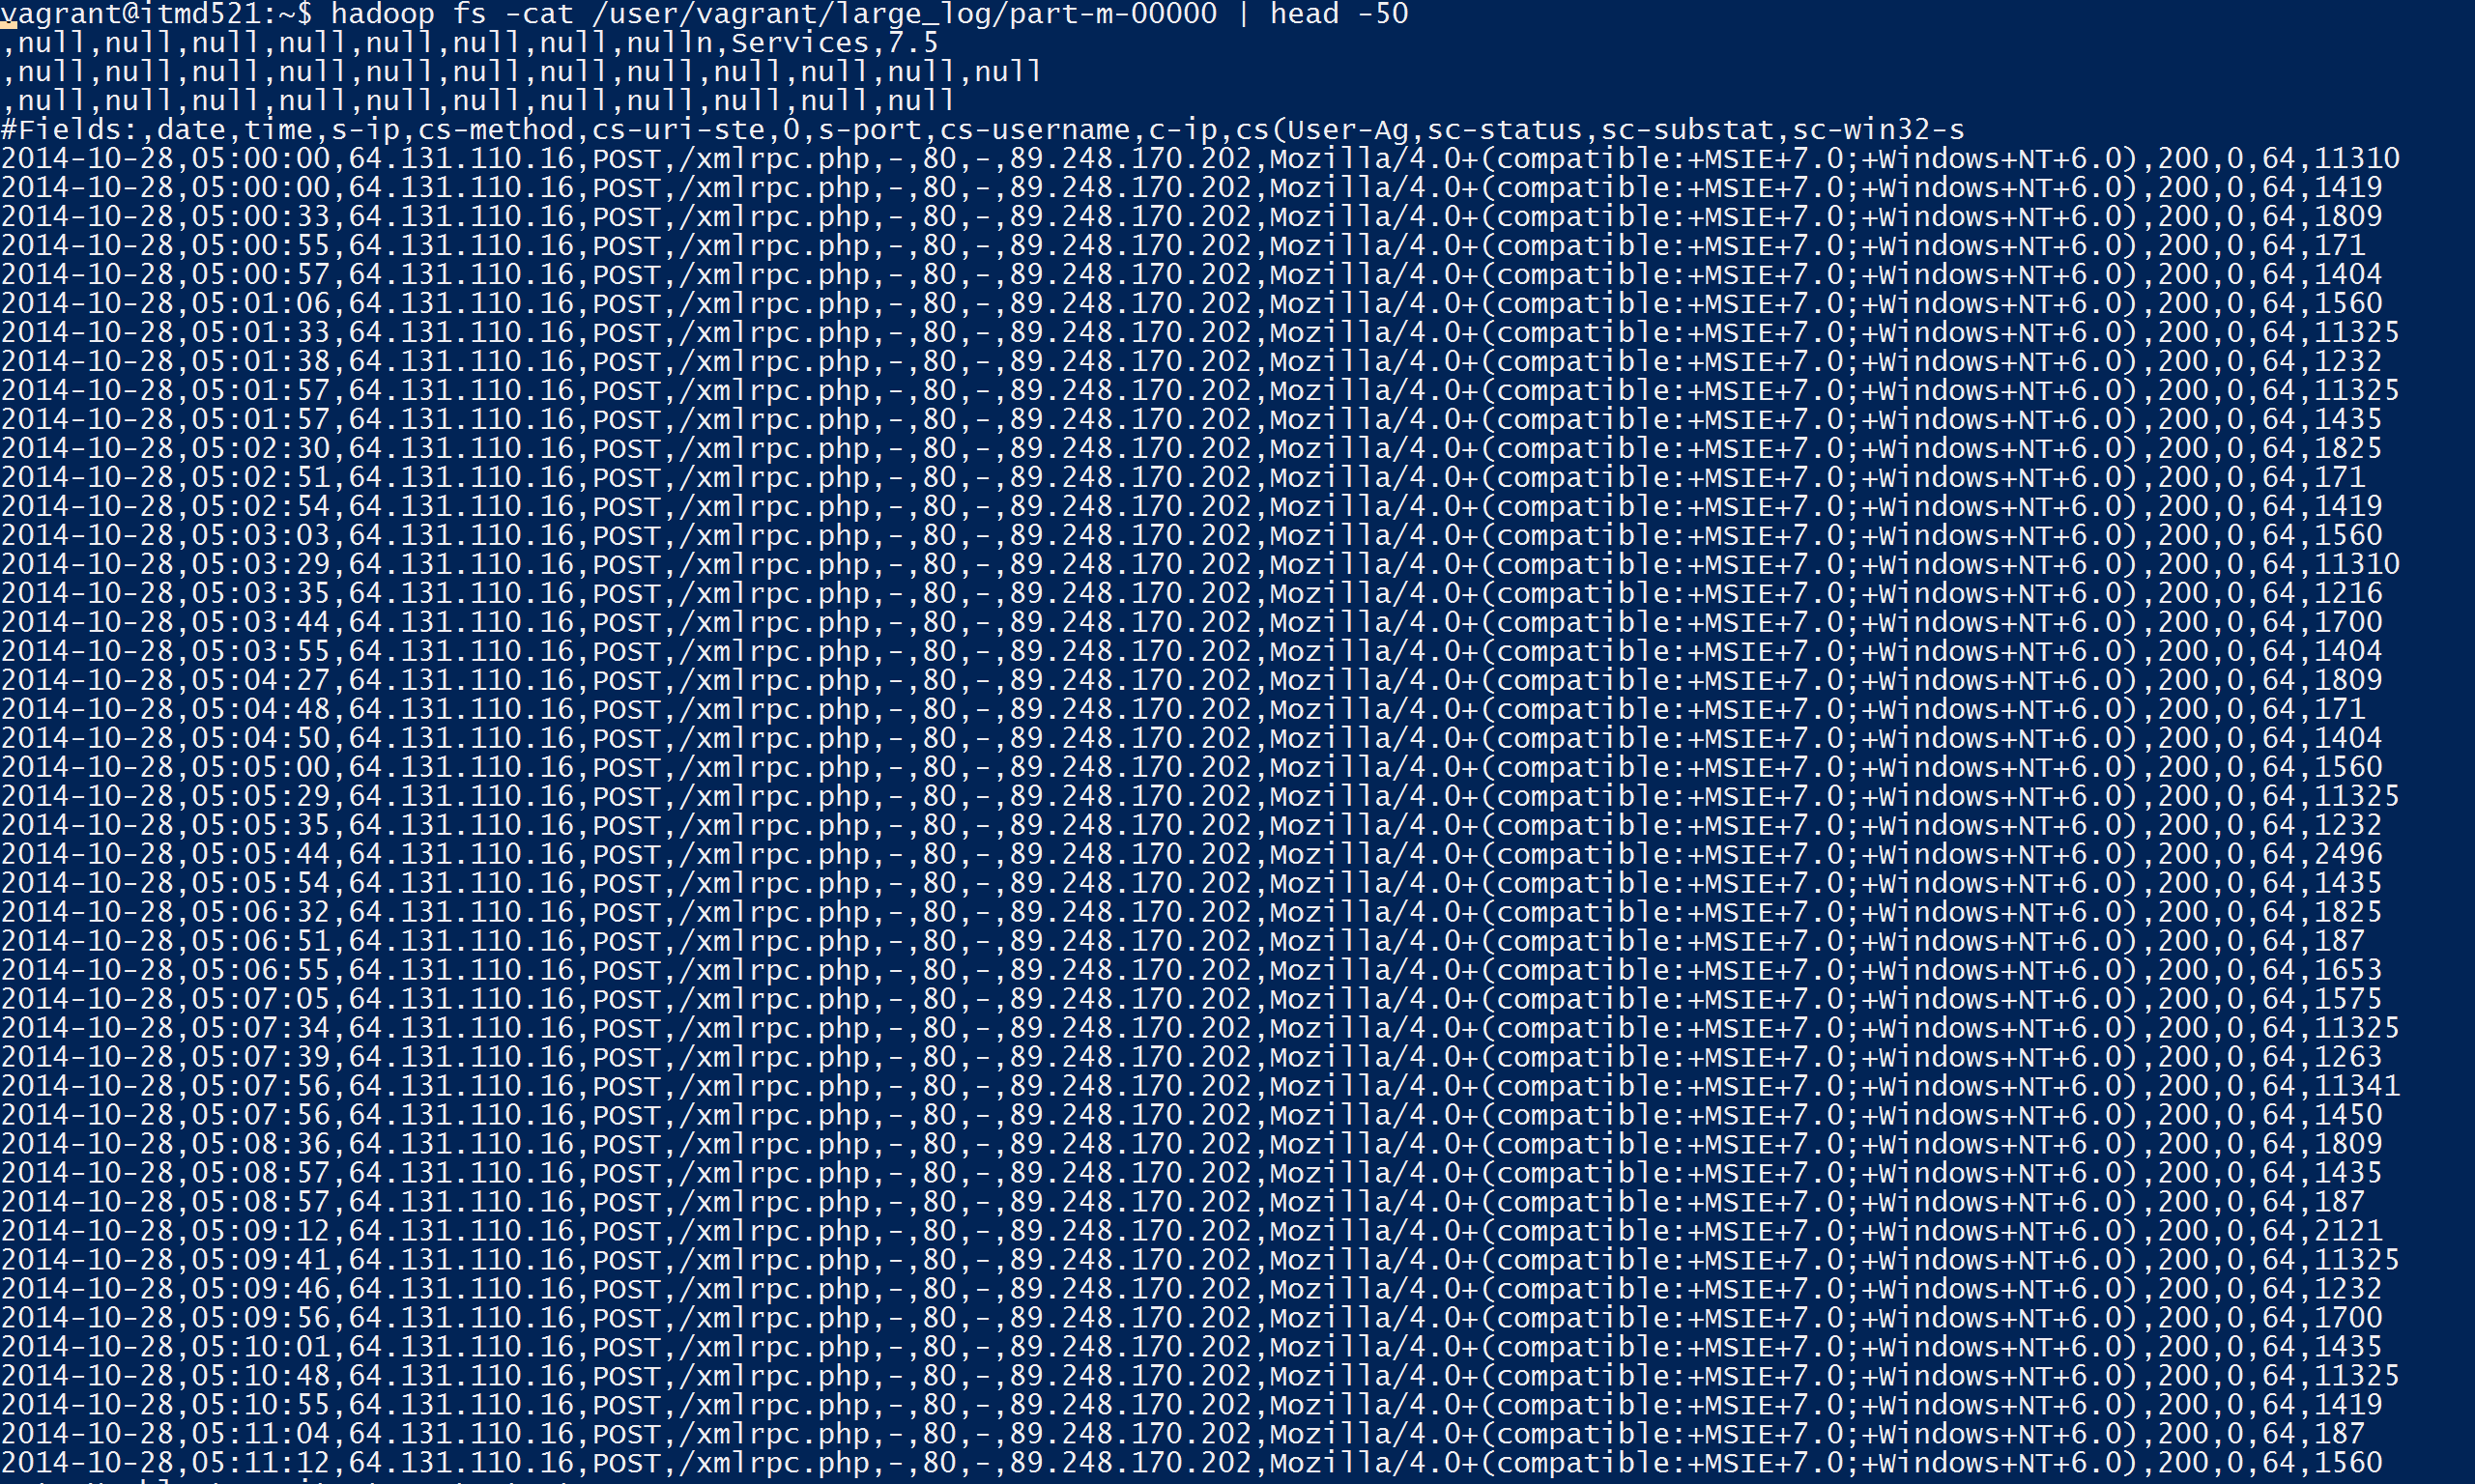 vagrant@itmd521:~$ hadoop fs -cat /user/vagrant/large_log/part-m-00000 | head -50
,null,null,null,null,null,null,null,nulln,Services,7.5
,null,null,null,null,null,null,null,null,null,null,null
,null,null,null,null,null,null,null,null,null,null
#Fields:,date,time,s-ip,cs-method,cs-uri-ste,0,s-port,cs-username,c-ip,cs(User-Ag,sc-status,sc-substat,sc-win32-s
2014-10-28,05:00:00,64.131.110.16,POST,/xmlrpc.php,-,80,-,89.248.170.202,Mozilla/4.0+(compatible:+MSIE+7.0;+Windows+NT+6.0),200,0,64,11310
2014-10-28,05:00:00,64.131.110.16,POST,/xmlrpc.php,-,80,-,89.248.170.202,Mozilla/4.0+(compatible:+MSIE+7.0;+Windows+NT+6.0),200,0,64,1419
2014-10-28,05:00:33,64.131.110.16,POST,/xmlrpc.php,-,80,-,89.248.170.202,Mozilla/4.0+(compatible:+MSIE+7.0;+Windows+NT+6.0),200,0,64,1809
2014-10-28,05:00:55,64.131.110.16,POST,/xmlrpc.php,-,80,-,89.248.170.202,Mozilla/4.0+(compatible:+MSIE+7.0;+Windows+NT+6.0),200,0,64,171
2014-10-28,05:00:57,64.131.110.16,POST,/xmlrpc.php,-,80,-,89.248.170.202,Mozilla/4.0+(compatible:+MSIE+7.0;+Windows+NT+6.0),200,0,64,1404
2014-10-28,05:01:06,64.131.110.16,POST,/xmlrpc.php,-,80,-,89.248.170.202,Mozilla/4.0+(compatible:+MSIE+7.0;+Windows+NT+6.0),200,0,64,1560
2014-10-28,05:01:33,64.131.110.16,POST,/xmlrpc.php,-,80,-,89.248.170.202,Mozilla/4.0+(compatible:+MSIE+7.0;+Windows+NT+6.0),200,0,64,11325
2014-10-28,05:01:38,64.131.110.16,POST,/xmlrpc.php,-,80,-,89.248.170.202,Mozilla/4.0+(compatible:+MSIE+7.0;+Windows+NT+6.0),200,0,64,1232
2014-10-28,05:01:57,64.131.110.16,POST,/xmlrpc.php,-,80,-,89.248.170.202,Mozilla/4.0+(compatible:+MSIE+7.0;+Windows+NT+6.0),200,0,64,11325
2014-10-28,05:01:57,64.131.110.16,POST,/xmlrpc.php,-,80,-,89.248.170.202,Mozilla/4.0+(compatible:+MSIE+7.0;+Windows+NT+6.0),200,0,64,1435
2014-10-28,05:02:30,64.131.110.16,POST,/xmlrpc.php,-,80,-,89.248.170.202,Mozilla/4.0+(compatible:+MSIE+7.0;+Windows+NT+6.0),200,0,64,1825
2014-10-28,05:02:51,64.131.110.16,POST,/xmlrpc.php,-,80,-,89.248.170.202,Mozilla/4.0+(compatible:+MSIE+7.0;+Windows+NT+6.0),200,0,64,171
2014-10-28,05:02:54,64.131.110.16,POST,/xmlrpc.php,-,80,-,89.248.170.202,Mozilla/4.0+(compatible:+MSIE+7.0;+Windows+NT+6.0),200,0,64,1419
2014-10-28,05:03:03,64.131.110.16,POST,/xmlrpc.php,-,80,-,89.248.170.202,Mozilla/4.0+(compatible:+MSIE+7.0;+Windows+NT+6.0),200,0,64,1560
2014-10-28,05:03:29,64.131.110.16,POST,/xmlrpc.php,-,80,-,89.248.170.202,Mozilla/4.0+(compatible:+MSIE+7.0;+Windows+NT+6.0),200,0,64,11310
2014-10-28,05:03:35,64.131.110.16,POST,/xmlrpc.php,-,80,-,89.248.170.202,Mozilla/4.0+(compatible:+MSIE+7.0;+Windows+NT+6.0),200,0,64,1216
2014-10-28,05:03:44,64.131.110.16,POST,/xmlrpc.php,-,80,-,89.248.170.202,Mozilla/4.0+(compatible:+MSIE+7.0;+Windows+NT+6.0),200,0,64,1700
2014-10-28,05:03:55,64.131.110.16,POST,/xmlrpc.php,-,80,-,89.248.170.202,Mozilla/4.0+(compatible:+MSIE+7.0;+Windows+NT+6.0),200,0,64,1404
2014-10-28,05:04:27,64.131.110.16,POST,/xmlrpc.php,-,80,-,89.248.170.202,Mozilla/4.0+(compatible:+MSIE+7.0;+Windows+NT+6.0),200,0,64,1809
2014-10-28,05:04:48,64.131.110.16,POST,/xmlrpc.php,-,80,-,89.248.170.202,Mozilla/4.0+(compatible:+MSIE+7.0;+Windows+NT+6.0),200,0,64,171
2014-10-28,05:04:50,64.131.110.16,POST,/xmlrpc.php,-,80,-,89.248.170.202,Mozilla/4.0+(compatible:+MSIE+7.0;+Windows+NT+6.0),200,0,64,1404
2014-10-28,05:05:00,64.131.110.16,POST,/xmlrpc.php,-,80,-,89.248.170.202,Mozilla/4.0+(compatible:+MSIE+7.0;+Windows+NT+6.0),200,0,64,1560
2014-10-28,05:05:29,64.131.110.16,POST,/xmlrpc.php,-,80,-,89.248.170.202,Mozilla/4.0+(compatible:+MSIE+7.0;+Windows+NT+6.0),200,0,64,11325
2014-10-28,05:05:35,64.131.110.16,POST,/xmlrpc.php,-,80,-,89.248.170.202,Mozilla/4.0+(compatible:+MSIE+7.0;+Windows+NT+6.0),200,0,64,1232
2014-10-28,05:05:44,64.131.110.16,POST,/xmlrpc.php,-,80,-,89.248.170.202,Mozilla/4.0+(compatible:+MSIE+7.0;+Windows+NT+6.0),200,0,64,2496
2014-10-28,05:05:54,64.131.110.16,POST,/xmlrpc.php,-,80,-,89.248.170.202,Mozilla/4.0+(compatible:+MSIE+7.0;+Windows+NT+6.0),200,0,64,1435
2014-10-28,05:06:32,64.131.110.16,POST,/xmlrpc.php,-,80,-,89.248.170.202,Mozilla/4.0+(compatible:+MSIE+7.0;+Windows+NT+6.0),200,0,64,1825
2014-10-28,05:06:51,64.131.110.16,POST,/xmlrpc.php,-,80,-,89.248.170.202,Mozilla/4.0+(compatible:+MSIE+7.0;+Windows+NT+6.0),200,0,64,187
2014-10-28,05:06:55,64.131.110.16,POST,/xmlrpc.php,-,80,-,89.248.170.202,Mozilla/4.0+(compatible:+MSIE+7.0;+Windows+NT+6.0),200,0,64,1653
2014-10-28,05:07:05,64.131.110.16,POST,/xmlrpc.php,-,80,-,89.248.170.202,Mozilla/4.0+(compatible:+MSIE+7.0;+Windows+NT+6.0),200,0,64,1575
2014-10-28,05:07:34,64.131.110.16,POST,/xmlrpc.php,-,80,-,89.248.170.202,Mozilla/4.0+(compatible:+MSIE+7.0;+Windows+NT+6.0),200,0,64,11325
2014-10-28,05:07:39,64.131.110.16,POST,/xmlrpc.php,-,80,-,89.248.170.202,Mozilla/4.0+(compatible:+MSIE+7.0;+Windows+NT+6.0),200,0,64,1263
2014-10-28,05:07:56,64.131.110.16,POST,/xmlrpc.php,-,80,-,89.248.170.202,Mozilla/4.0+(compatible:+MSIE+7.0;+Windows+NT+6.0),200,0,64,11341
2014-10-28,05:07:56,64.131.110.16,POST,/xmlrpc.php,-,80,-,89.248.170.202,Mozilla/4.0+(compatible:+MSIE+7.0;+Windows+NT+6.0),200,0,64,1450
2014-10-28,05:08:36,64.131.110.16,POST,/xmlrpc.php,-,80,-,89.248.170.202,Mozilla/4.0+(compatible:+MSIE+7.0;+Windows+NT+6.0),200,0,64,1809
2014-10-28,05:08:57,64.131.110.16,POST,/xmlrpc.php,-,80,-,89.248.170.202,Mozilla/4.0+(compatible:+MSIE+7.0;+Windows+NT+6.0),200,0,64,1435
2014-10-28,05:08:57,64.131.110.16,POST,/xmlrpc.php,-,80,-,89.248.170.202,Mozilla/4.0+(compatible:+MSIE+7.0;+Windows+NT+6.0),200,0,64,187
2014-10-28,05:09:12,64.131.110.16,POST,/xmlrpc.php,-,80,-,89.248.170.202,Mozilla/4.0+(compatible:+MSIE+7.0;+Windows+NT+6.0),200,0,64,2121
2014-10-28,05:09:41,64.131.110.16,POST,/xmlrpc.php,-,80,-,89.248.170.202,Mozilla/4.0+(compatible:+MSIE+7.0;+Windows+NT+6.0),200,0,64,11325
2014-10-28,05:09:46,64.131.110.16,POST,/xmlrpc.php,-,80,-,89.248.170.202,Mozilla/4.0+(compatible:+MSIE+7.0;+Windows+NT+6.0),200,0,64,1232
2014-10-28,05:09:56,64.131.110.16,POST,/xmlrpc.php,-,80,-,89.248.170.202,Mozilla/4.0+(compatible:+MSIE+7.0;+Windows+NT+6.0),200,0,64,1700
2014-10-28,05:10:01,64.131.110.16,POST,/xmlrpc.php,-,80,-,89.248.170.202,Mozilla/4.0+(compatible:+MSIE+7.0;+Windows+NT+6.0),200,0,64,1435
2014-10-28,05:10:48,64.131.110.16,POST,/xmlrpc.php,-,80,-,89.248.170.202,Mozilla/4.0+(compatible:+MSIE+7.0;+Windows+NT+6.0),200,0,64,11325
2014-10-28,05:10:55,64.131.110.16,POST,/xmlrpc.php,-,80,-,89.248.170.202,Mozilla/4.0+(compatible:+MSIE+7.0;+Windows+NT+6.0),200,0,64,1419
2014-10-28,05:11:04,64.131.110.16,POST,/xmlrpc.php,-,80,-,89.248.170.202,Mozilla/4.0+(compatible:+MSIE+7.0;+Windows+NT+6.0),200,0,64,187
2014-10-28,05:11:12,64.131.110.16,POST,/xmlrpc.php,-,80,-,89.248.170.202,Mozilla/4.0+(compatible:+MSIE+7.0;+Windows+NT+6.0),200,0,64,1560